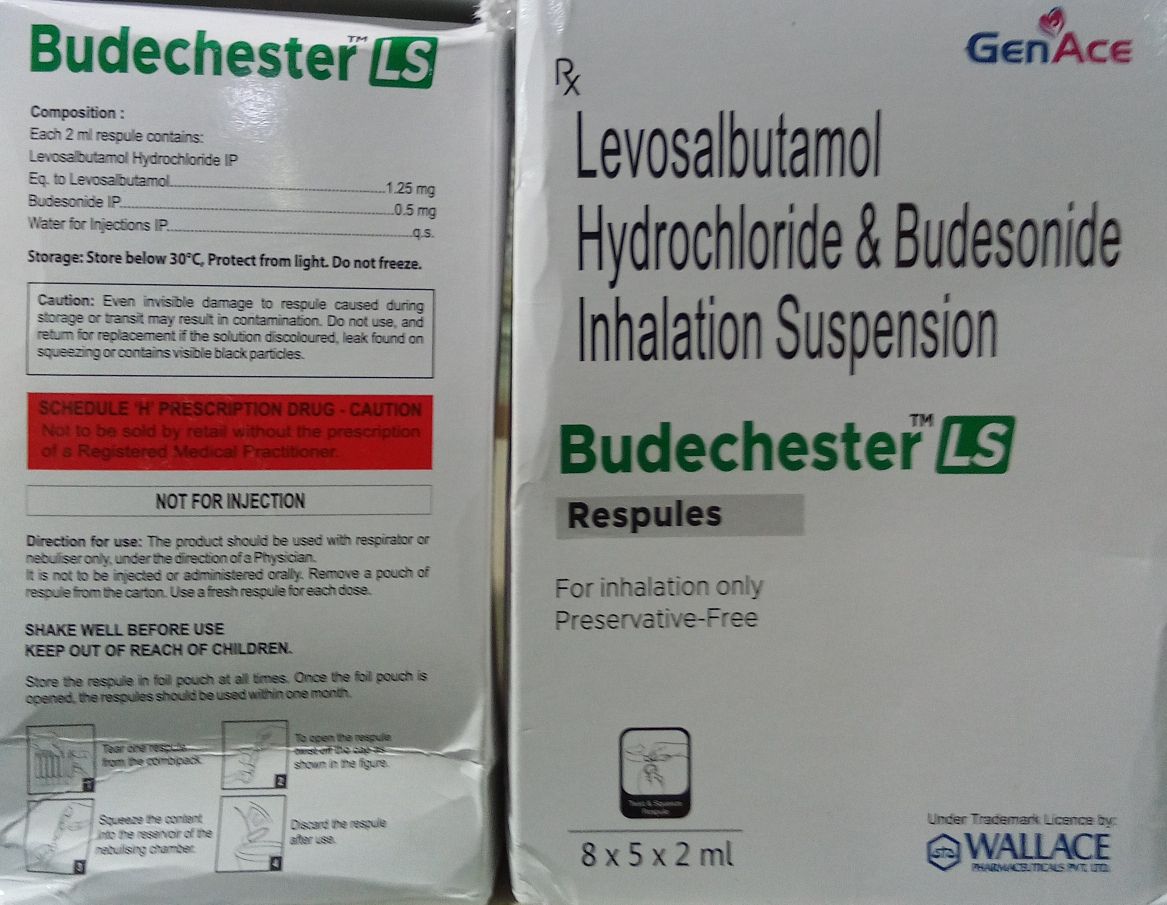 Budechester™ LS
Composition :
Each 2 ml respule contains:
Levosalbutamol Hydrochloride IP
Eq. to Levosalbutamol..........1.25 mg
Budesonide IP..........0.5 mg
Water for Injections IP..........q.s.
Storage: Store below 30°C, Protect from light. Do not freeze.
Caution: Even invisible damage to respule caused during
storage or transit may result in contamination. Do not use, and
return for replacement if the solution discoloured, leak found on
squeezing or contains visible black particles.
SCHEDULE 'H' PRESCRIPTION DRUG - CAUTION
Not to be sold by retail without the prescription
of a Registered Medical Practitioner.
NOT FOR INJECTION
Direction for use: The product should be used with respirator or
nebuliser only, under the direction of a Physician.
It is not to be injected or administered orally. Remove a pouch of
respule from the carton. Use a fresh respule for each dose.
SHAKE WELL BEFORE USE
KEEP OUT OF REACH OF CHILDREN.
Store the respule in foil pouch at all times. Once the foil pouch is
opened, the respules should be used within one month.
Tear one respule
from the combipack.
1
To open the respule
twist off the cap as
shown in the figure.
2
Squeeze the content
into the reservoir of the
nebulising chamber.
3
Discard the respule
after use.
4
GenAce
Rx
Levosalbutamol
Hydrochloride & Budesonide
Inhalation Suspension
Budechester™ LS
Respules
For inhalation only
Preservative-Free
Twist & Squeeze
Respule
8 x 5 x 2 ml
Under Trademark Licence by:
WALLACE
PHARMACEUTICALS PVT. LTD.